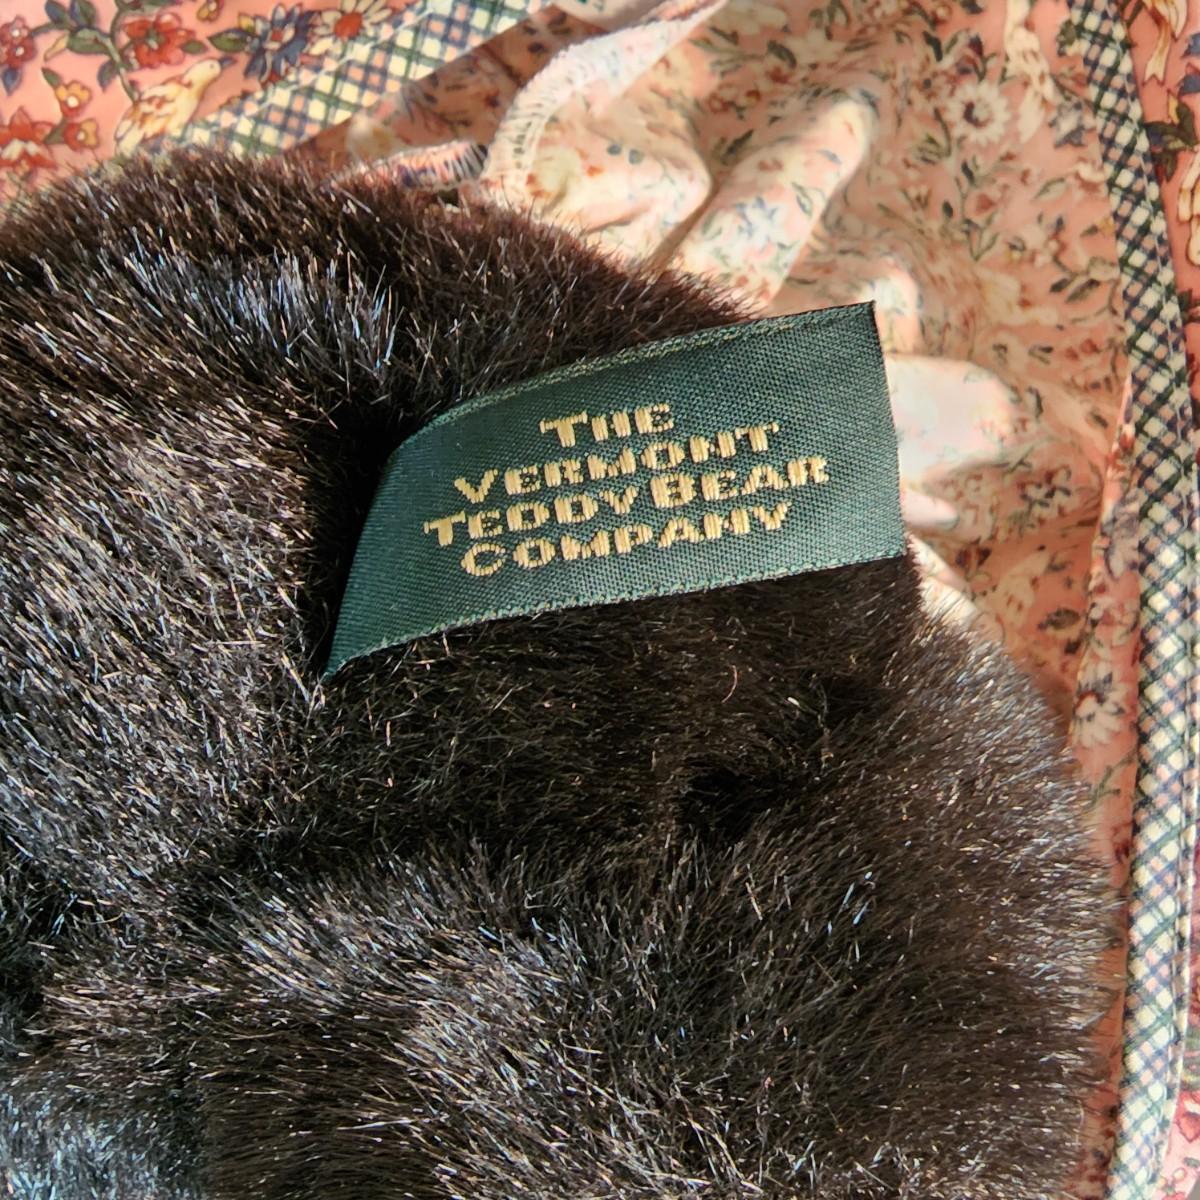 THE
VERMONT
TEDDY BEAR
COMPANY